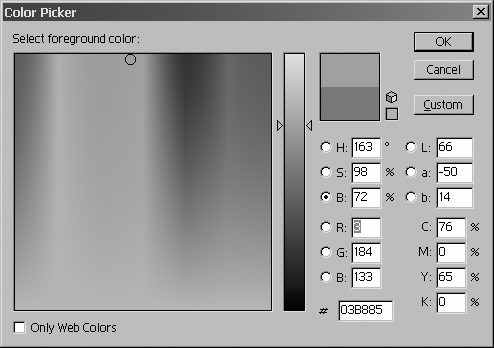 Color Picker
Select foreground color:
OK
Cancel
Custom
H: 163 °
S: 98 %
B: 72 %
R: 3
G: 184
B: 133
# 03B885
L: 66
a: -50
b: 14
C: 76 %
M: 0 %
Y: 65 %
K: 0 %
Only Web Colors